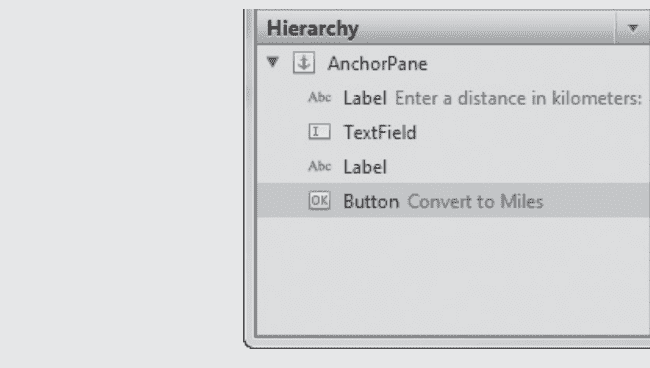 Hierarchy
AnchorPane
Abc Label Enter a distance in kilometers:
I TextField
Abc Label
OK Button Convert to Miles